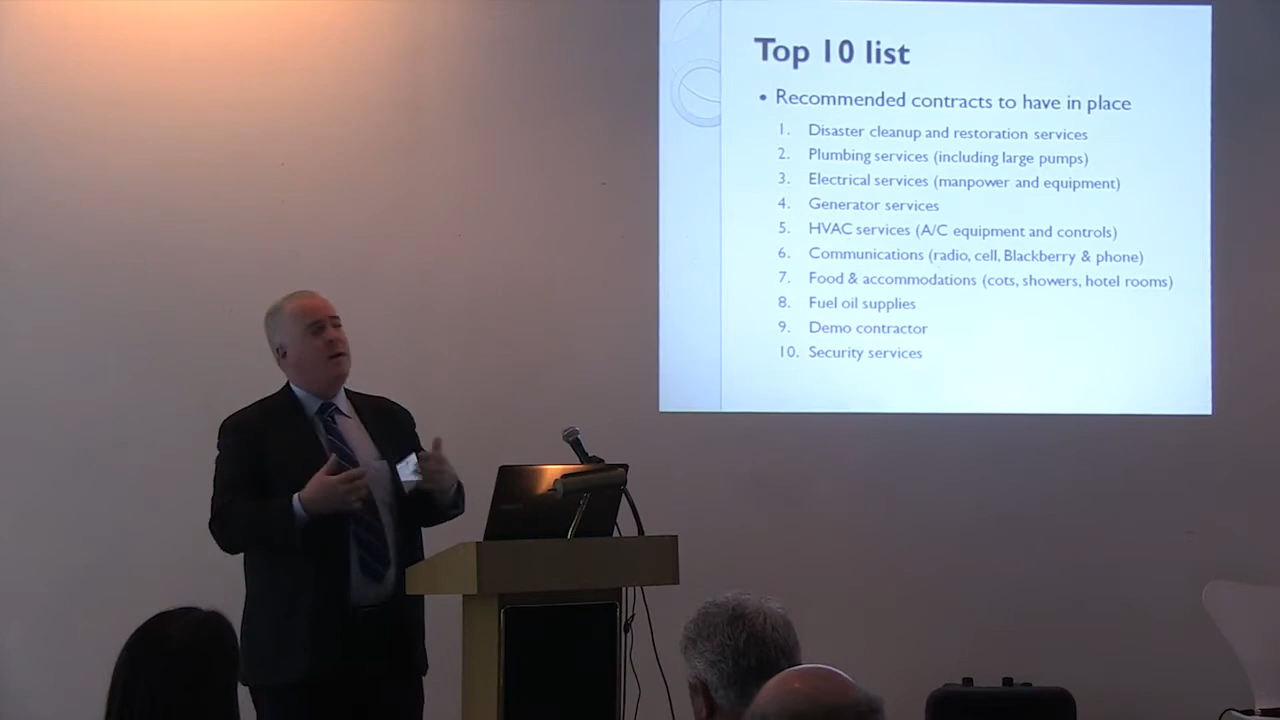 Top 10 list
• Recommended contracts to have in place
1. Disaster cleanup and restoration services
2. Plumbing services (including large pumps)
3. Electrical services (manpower and equipment)
4. Generator services
5. HVAC services (A/C equipment and controls)
6. Communications (radio, cell, Blackberry & phone)
7. Food & accommodations (cots, showers, hotel rooms)
8. Fuel oil supplies
9. Demo contractor
10. Security services